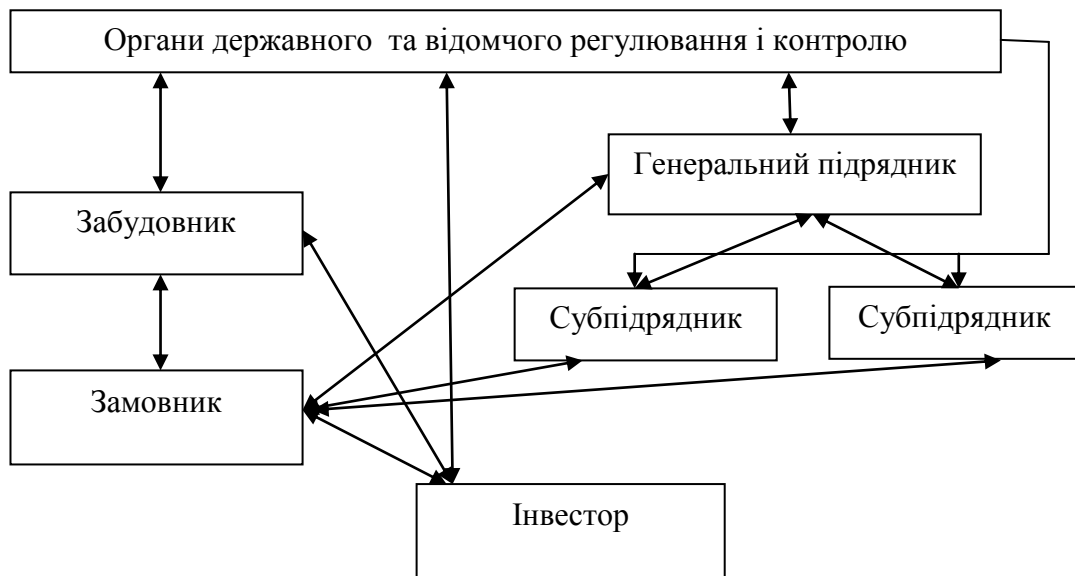 Органи державного та відомчого регулювання і контролю
Генеральний підрядник
Забудовник
Субпідрядник
Субпідрядник
Замовник
Інвестор